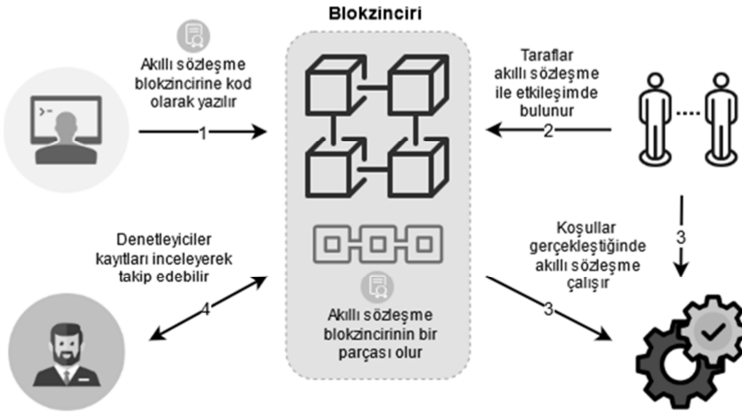 Blokzinciri
Akıllı sözleşme
blokzincirine kod
olarak yazılır
1
Taraflar
akıllı sözleşme
ile etkileşimde
bulunur
2
Denetleyiciler
kayıtları inceleyerek
takip edebilir
4
Akıllı sözleşme
blokzincirinin bir
parçası olur
Koşullar
gerçekleştiğinde
akıllı sözleşme
çalışır
3
3